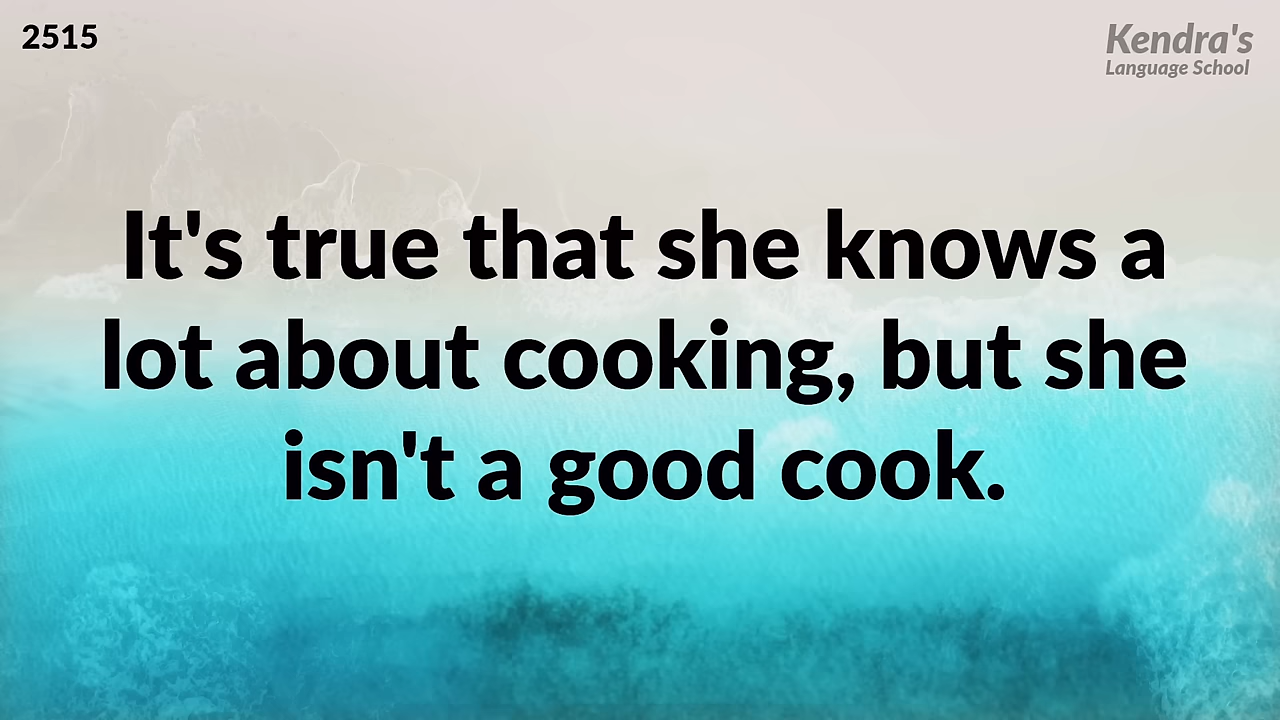 2515
Kendra's
Language School
It's true that she knows a
lot about cooking, but she
isn't a good cook.